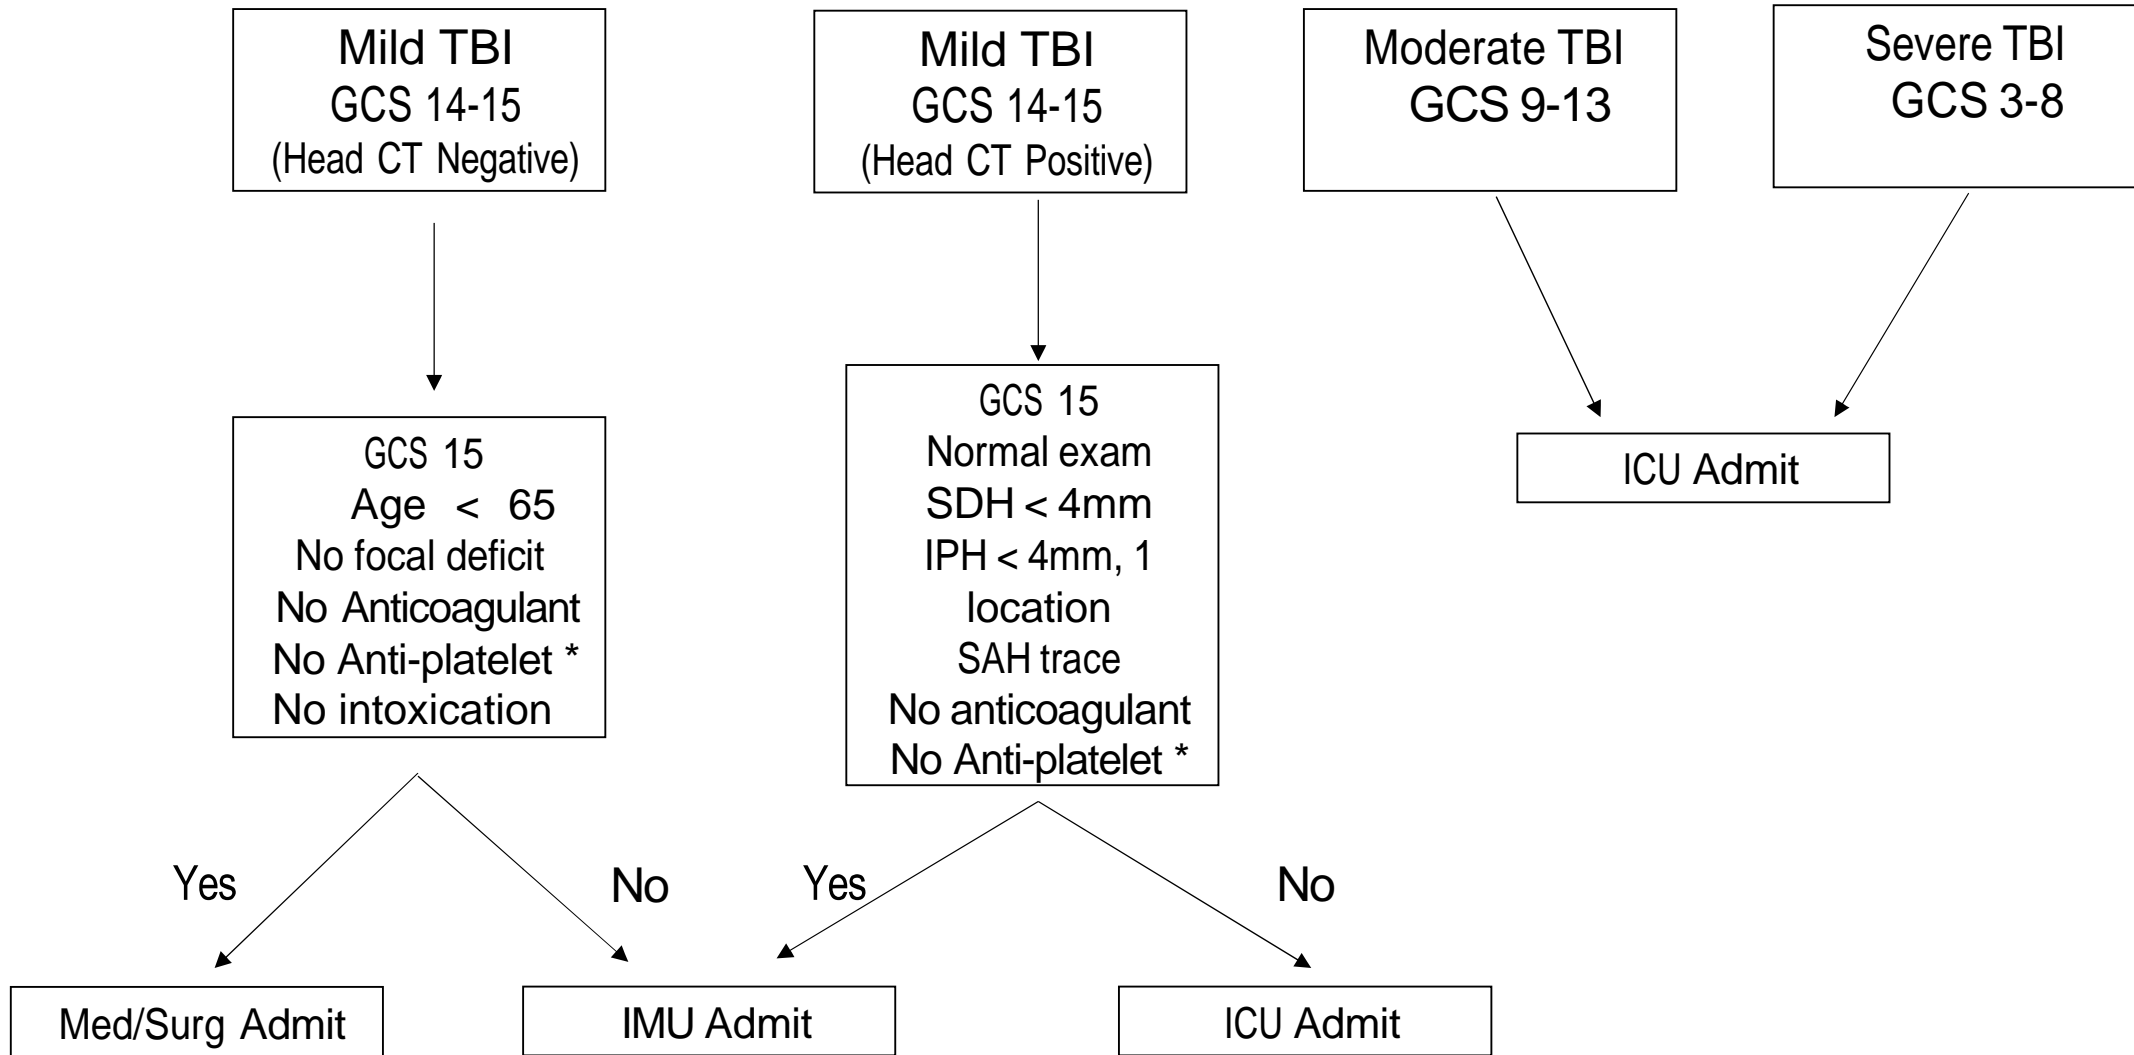 Mild TBI
GCS 14-15
(Head CT Negative)
Mild TBI
GCS 14-15
(Head CT Positive)
Moderate TBI
GCS 9-13
Severe TBI
GCS 3-8
GCS 15
Age < 65
No focal deficit
No Anticoagulant
No Anti-platelet *
No intoxication
GCS 15
Normal exam
SDH < 4mm
IPH < 4mm, 1
location
SAH trace
No anticoagulant
No Anti-platelet *
ICU Admit
Yes
No
Yes
No
Med/Surg Admit
IMU Admit
ICU Admit